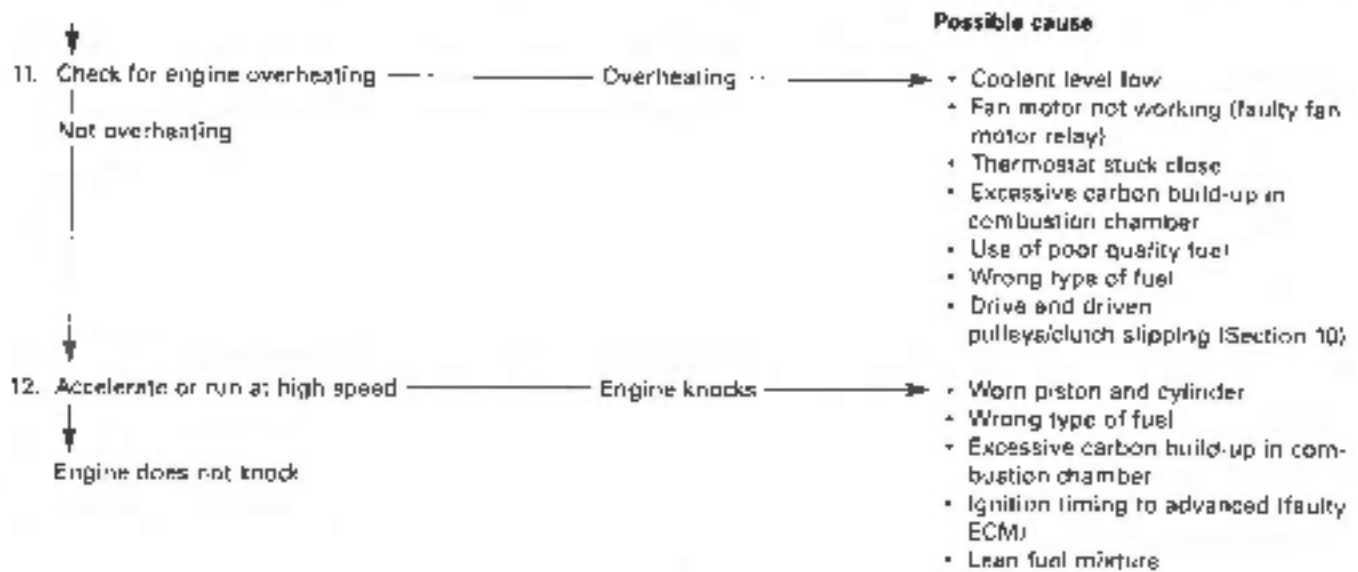 Possible cause
11. Check for engine overheating Overheating • Coolant level low
Not overheating • Fan motor not working (faulty fan
motor relay)
• Thermostat stuck close
• Excessive carbon build-up in
combustion chamber
• Use of poor quality fuel
• Wrong type of fuel
• Drive and driven
pulleys/clutch slipping (Section 10)
12. Accelerate or run at high speed Engine knocks • Worn piston and cylinder
• Wrong type of fuel
Engine does not knock • Excessive carbon build-up in com-
bustion chamber
• Ignition timing to advanced (faulty
ECM)
• Lean fuel mixture